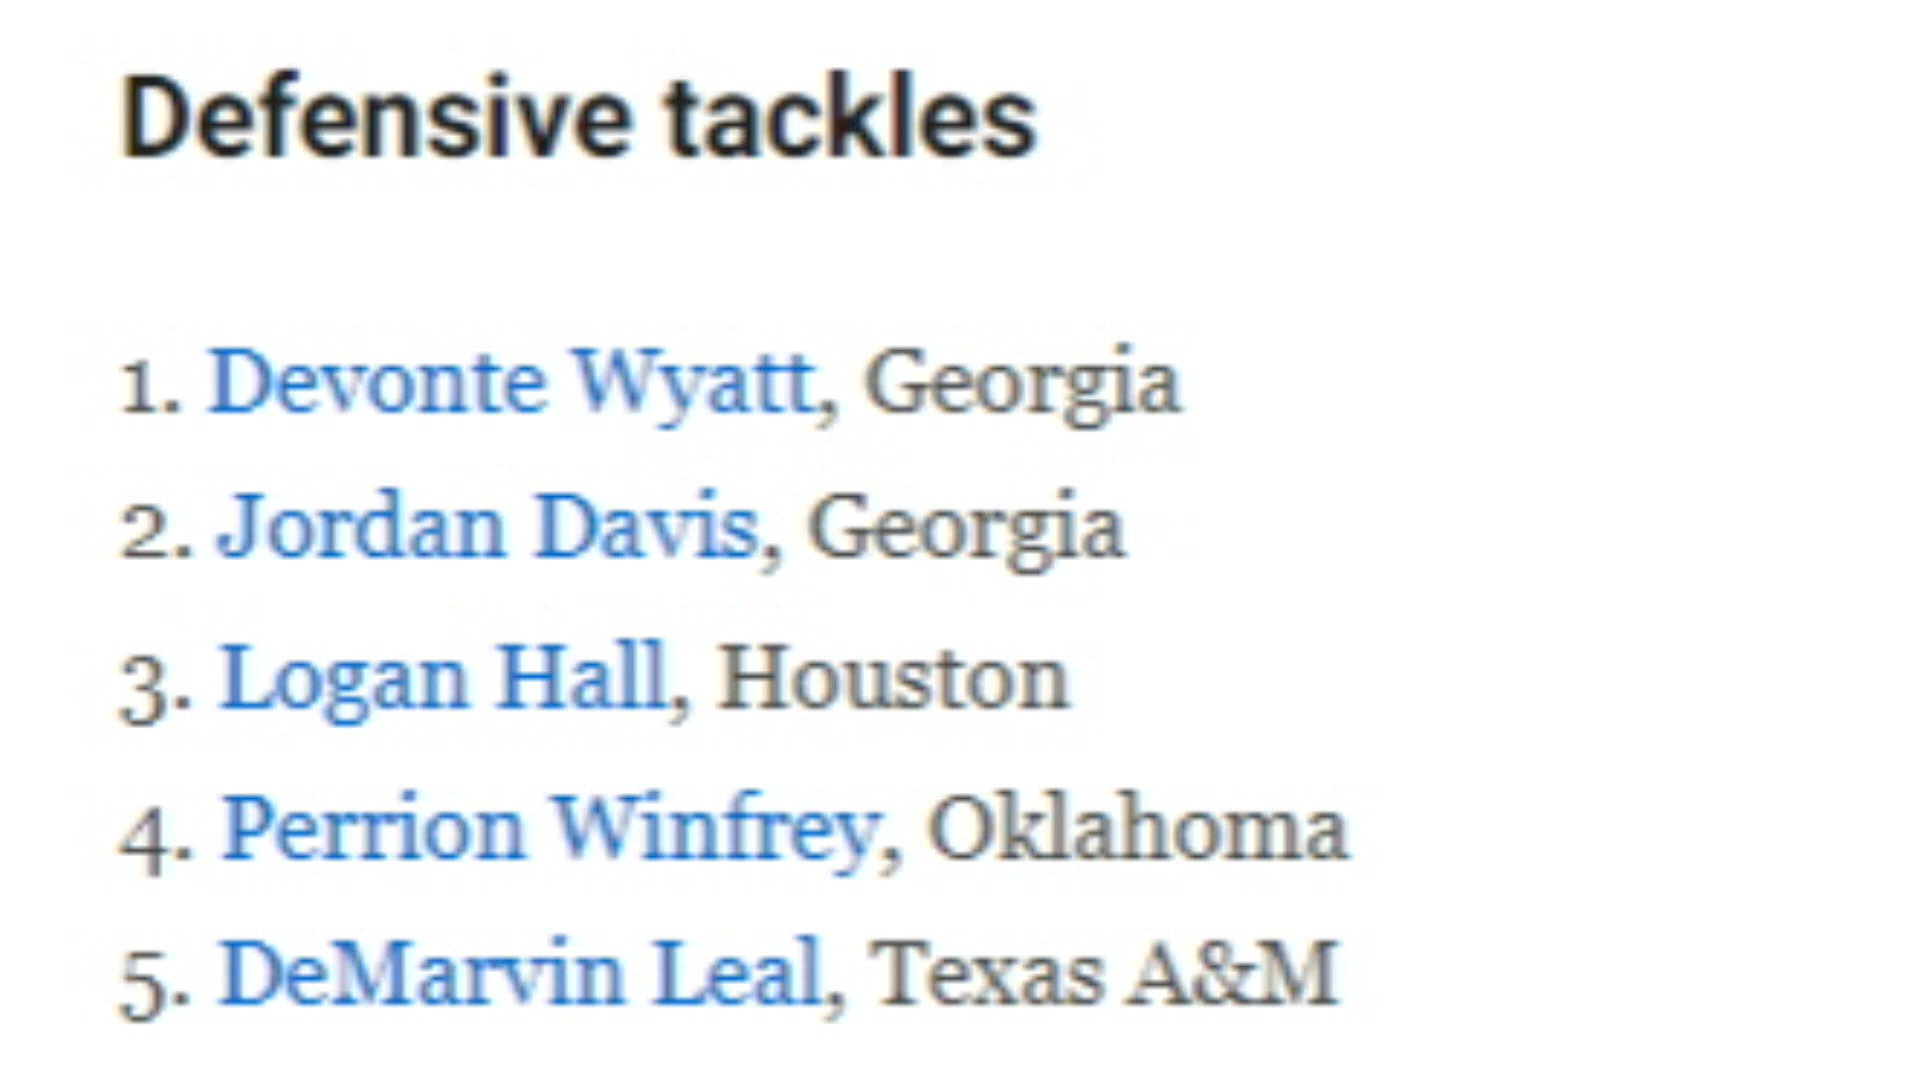 Defensive tackles
1. Devonte Wyatt, Georgia
2. Jordan Davis, Georgia
3. Logan Hall, Houston
4. Perrion Winfrey, Oklahoma
5. DeMarvin Leal, Texas A&M